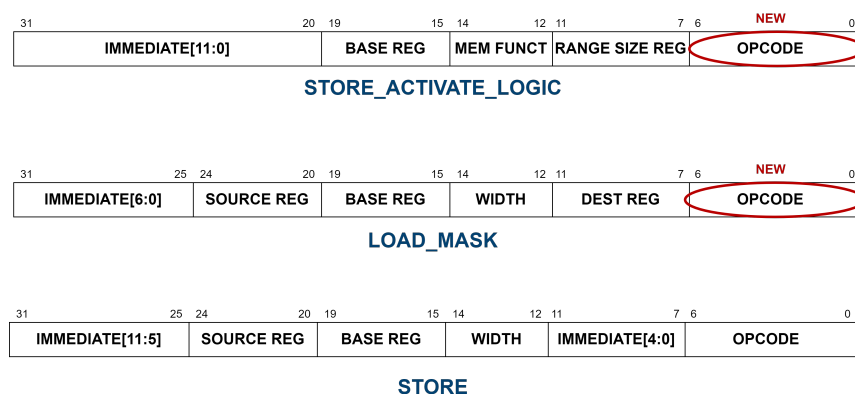 NEW
31 20 19 15 14 12 11 7 6 0
IMMEDIATE[11:0] BASE REG MEM FUNCT RANGE SIZE REG OPCODE
STORE_ACTIVATE_LOGIC
NEW
31 25 24 20 19 15 14 12 11 7 6 0
IMMEDIATE[6:0] SOURCE REG BASE REG WIDTH DEST REG OPCODE
LOAD_MASK
31 25 24 20 19 15 14 12 11 7 6 0
IMMEDIATE[11:5] SOURCE REG BASE REG WIDTH IMMEDIATE[4:0] OPCODE
STORE